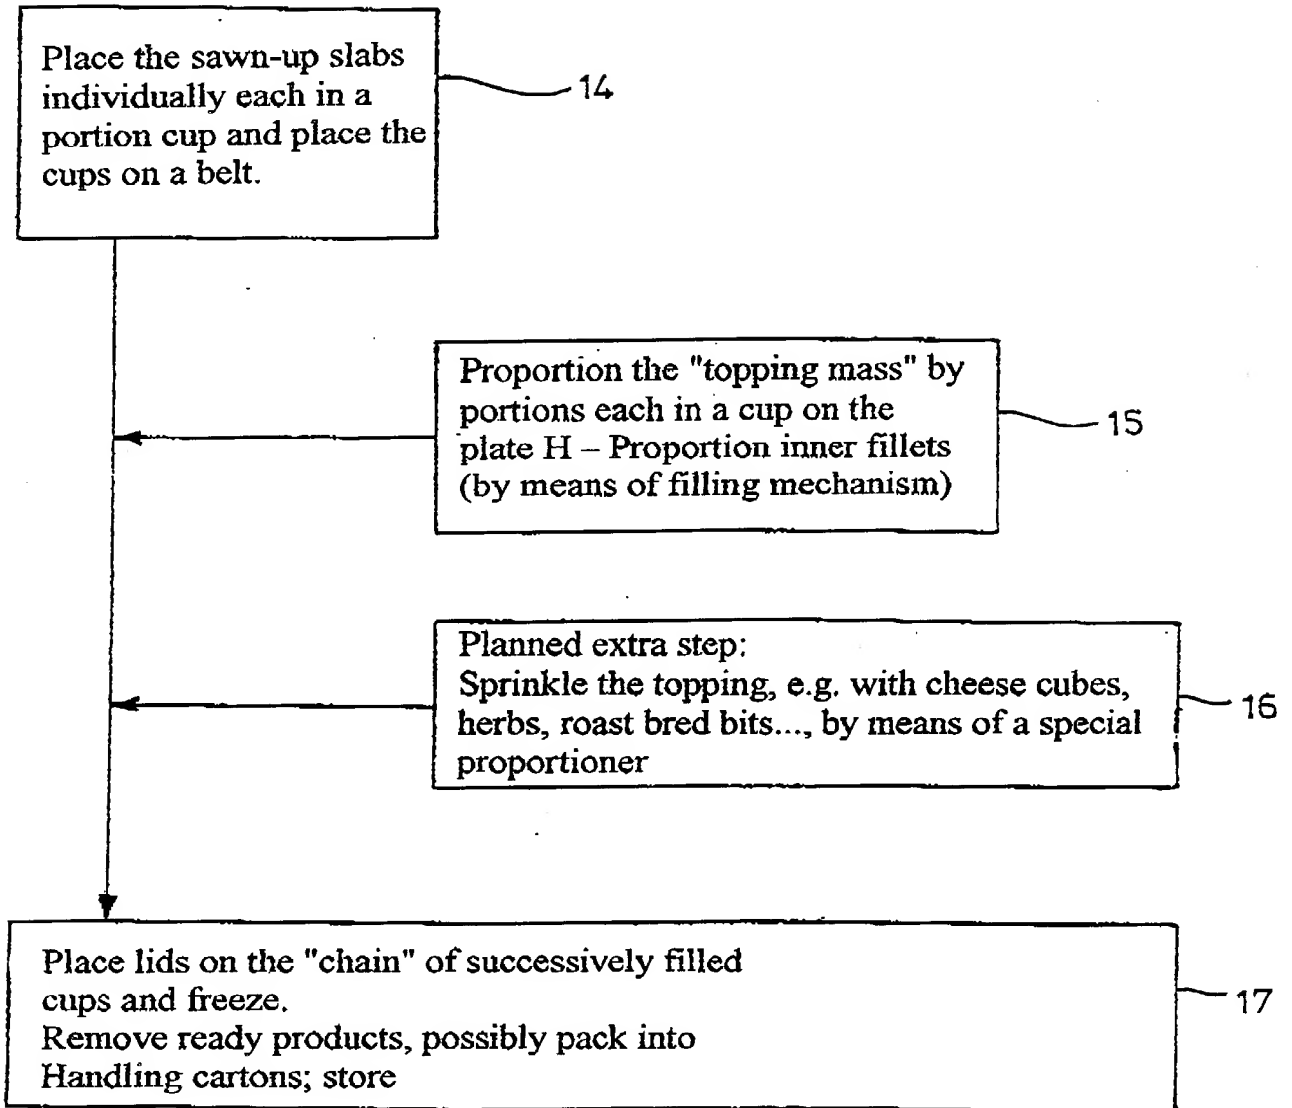 Place the sawn-up slabs
individually each in a
portion cup and place the
cups on a belt.
14
Proportion the "topping mass" by
portions each in a cup on the
plate H – Proportion inner fillets
(by means of filling mechanism)
15
Planned extra step:
Sprinkle the topping, e.g. with cheese cubes,
herbs, roast bred bits..., by means of a special
proportioner
16
Place lids on the "chain" of successively filled
cups and freeze.
Remove ready products, possibly pack into
Handling cartons; store
17